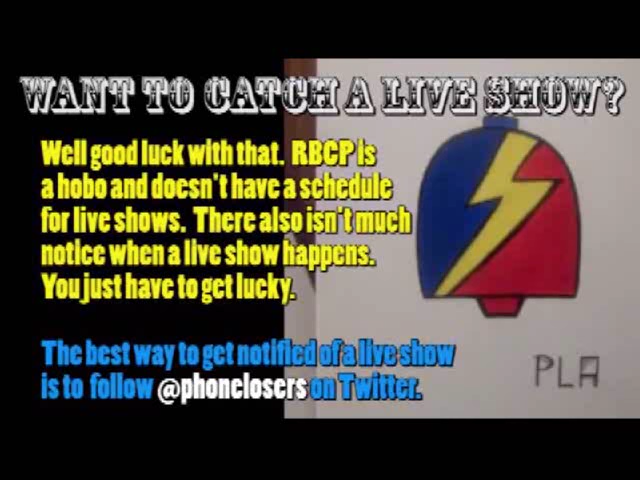 WANT TO CATCH A LIVE SHOW?
Well good luck with that. RBCP is
a hobo and doesn't have a schedule
for live shows. There also isn't much
notice when a live show happens.
You just have to get lucky.
The best way to get notified of a live show
is to follow @phonelosers on Twitter.
PLA